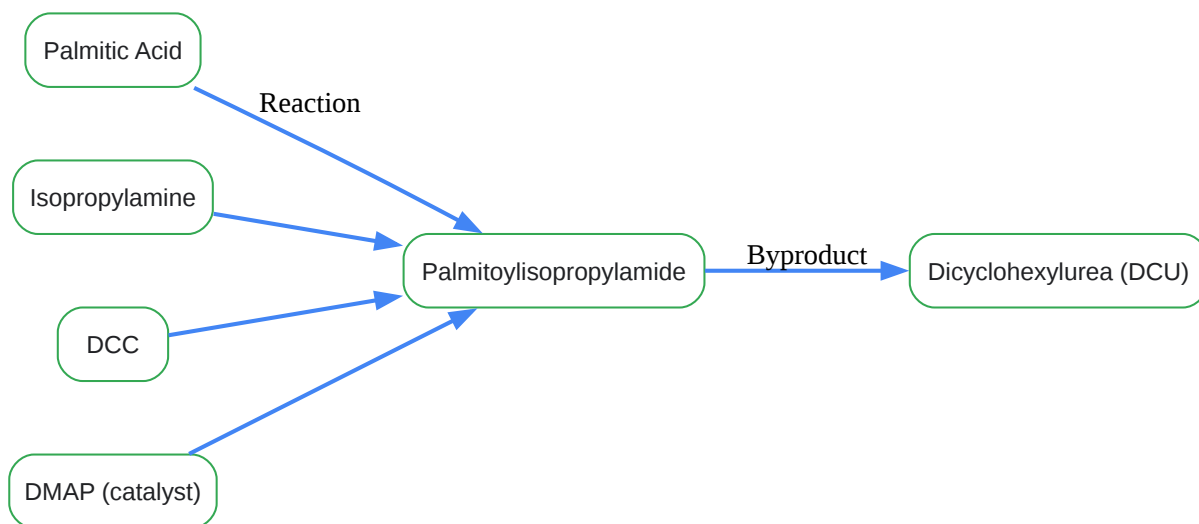 Palmitic Acid
Reaction
Isopropylamine
Palmitoylisopropylamide
Byproduct
Dicyclohexylurea (DCU)
DCC
DMAP (catalyst)